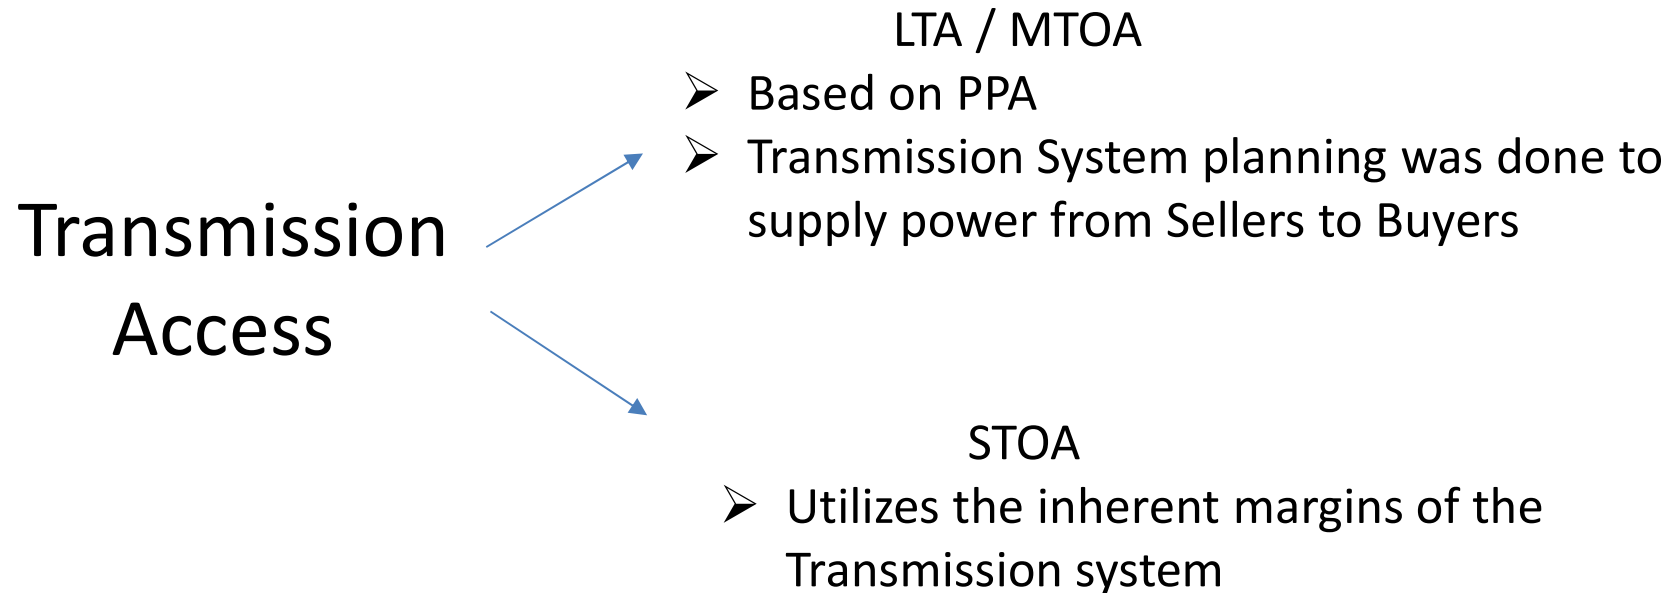 Transmission
Access
LTA / MTOA
➢ Based on PPA
➢ Transmission System planning was done to
supply power from Sellers to Buyers
STOA
➢ Utilizes the inherent margins of the
Transmission system